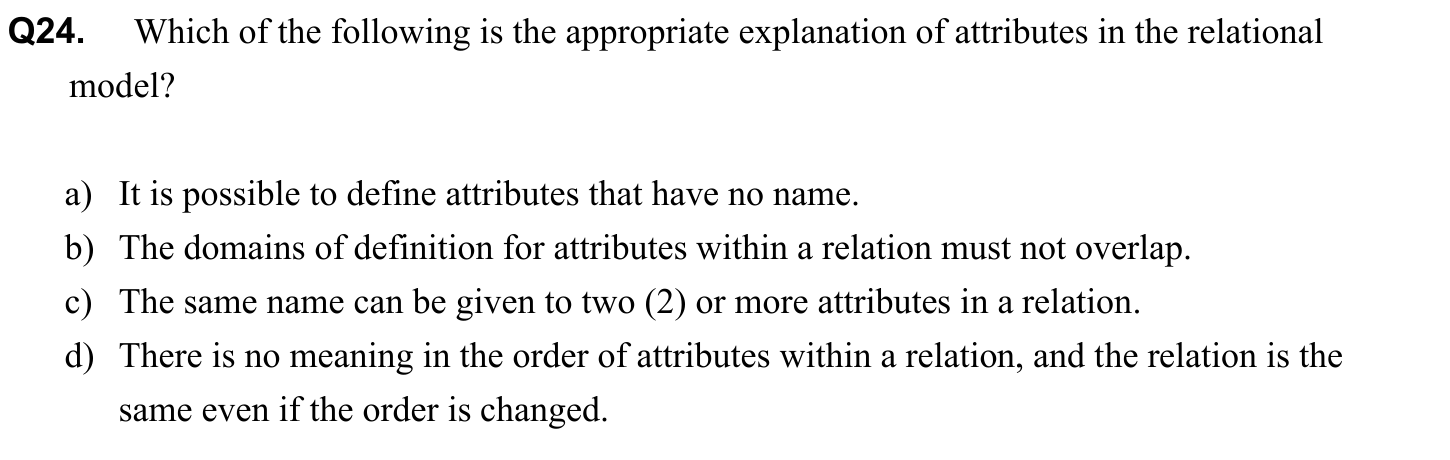 Q24. Which of the following is the appropriate explanation of attributes in the relational
model?
a) It is possible to define attributes that have no name.
b) The domains of definition for attributes within a relation must not overlap.
c) The same name can be given to two (2) or more attributes in a relation.
d) There is no meaning in the order of attributes within a relation, and the relation is the
same even if the order is changed.